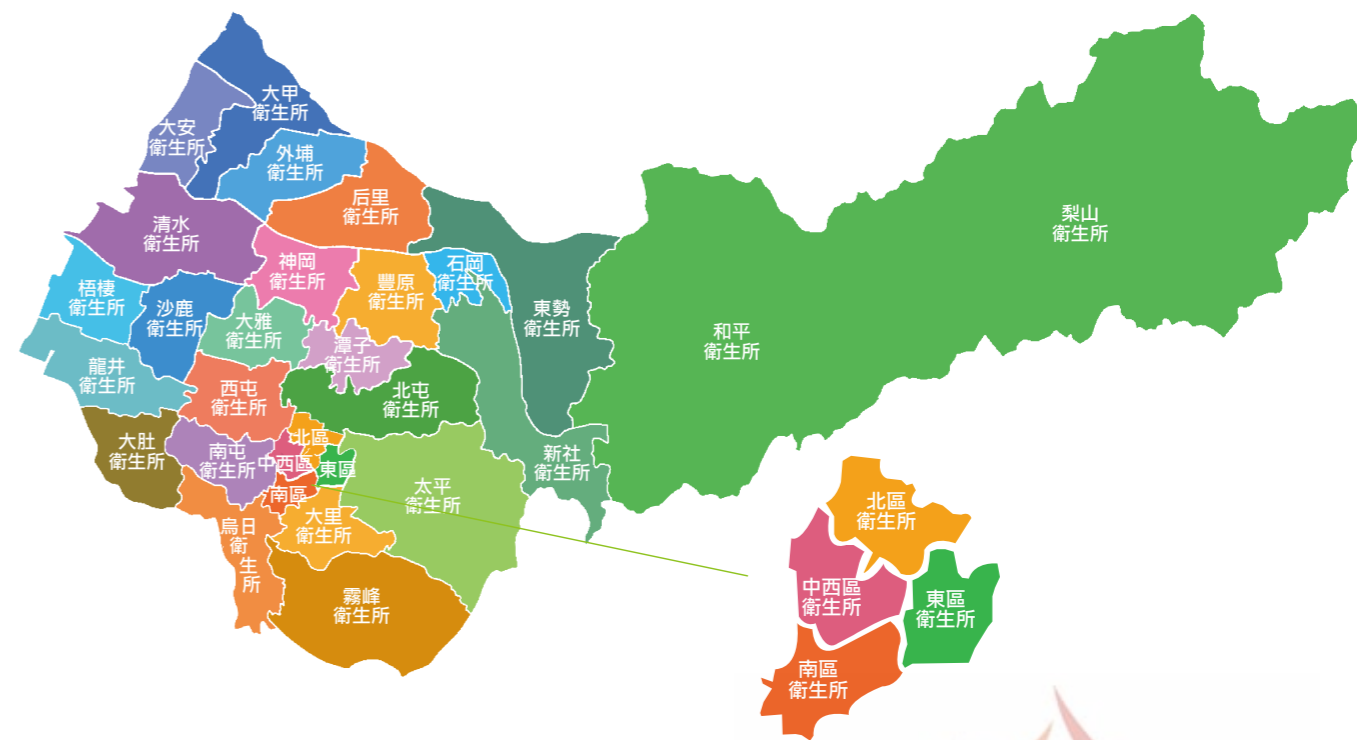 大甲
衛生所
大安
衛生所
外埔
衛生所
后里
衛生所
清水
衛生所
梨山
衛生所
神岡
衛生所
豐原
衛生所
石岡
衛生所
梧棲
衛生所
沙鹿
衛生所
大雅
衛生所
東勢
衛生所
和平
衛生所
潭子
衛生所
龍井
衛生所
西屯
衛生所
北屯
衛生所
大肚
衛生所
南屯
衛生所
北區
中西區
東區
新社
衛生所
太平
衛生所
南區
大里
衛生所
烏日
衛
生
所
霧峰
衛生所
北區
衛生所
中西區
衛生所
東區
衛生所
南區
衛生所